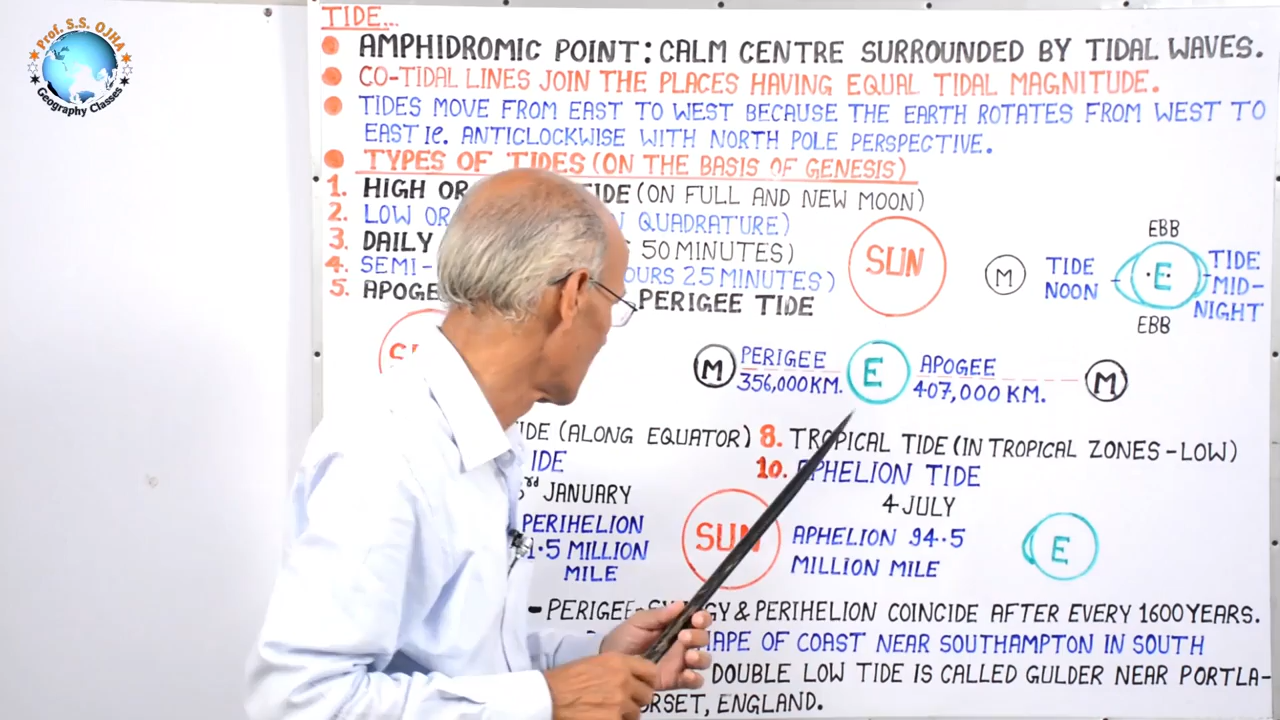 Prof. S.S. OJHA
Geography Classes
TIDE...
AMPHIDROMIC POINT: CALM CENTRE SURROUNDED BY TIDAL WAVES.
CO-TIDAL LINES JOIN THE PLACES HAVING EQUAL TIDAL MAGNITUDE.
TIDES MOVE FROM EAST TO WEST BECAUSE THE EARTH ROTATES FROM WEST TO
EAST Ie. ANTICLOCKWISE WITH NORTH POLE PERSPECTIVE.
TYPES OF TIDES (ON THE BASIS OF GENESIS)
1. HIGH OR TIDE (ON FULL AND NEW MOON)
2. LOW OR QUADRATURE)
3. DAILY 50 MINUTES)
4. SEMI- 25 MINUTES)
5. APOGE PERIGEE TIDE
SUN
M
TIDE
NOON
EBB
E
EBB
TIDE
MID-
NIGHT
M
PERIGEE
356,000 KM.
E
APOGEE
407,000 KM.
M
(ALONG EQUATOR) 8. TROPICAL TIDE (IN TROPICAL ZONES - LOW)
10. APHELION TIDE
JANUARY
PERIHELION
1.5 MILLION
MILE
SUN
4 JULY
APHELION 94.5
MILLION MILE
E
- PERIGEE & PERIHELION COINCIDE AFTER EVERY 1600 YEARS.
OF COAST NEAR SOUTHAMPTON IN SOUTH
DOUBLE LOW TIDE IS CALLED GULDER NEAR PORTLA-
ENGLAND.